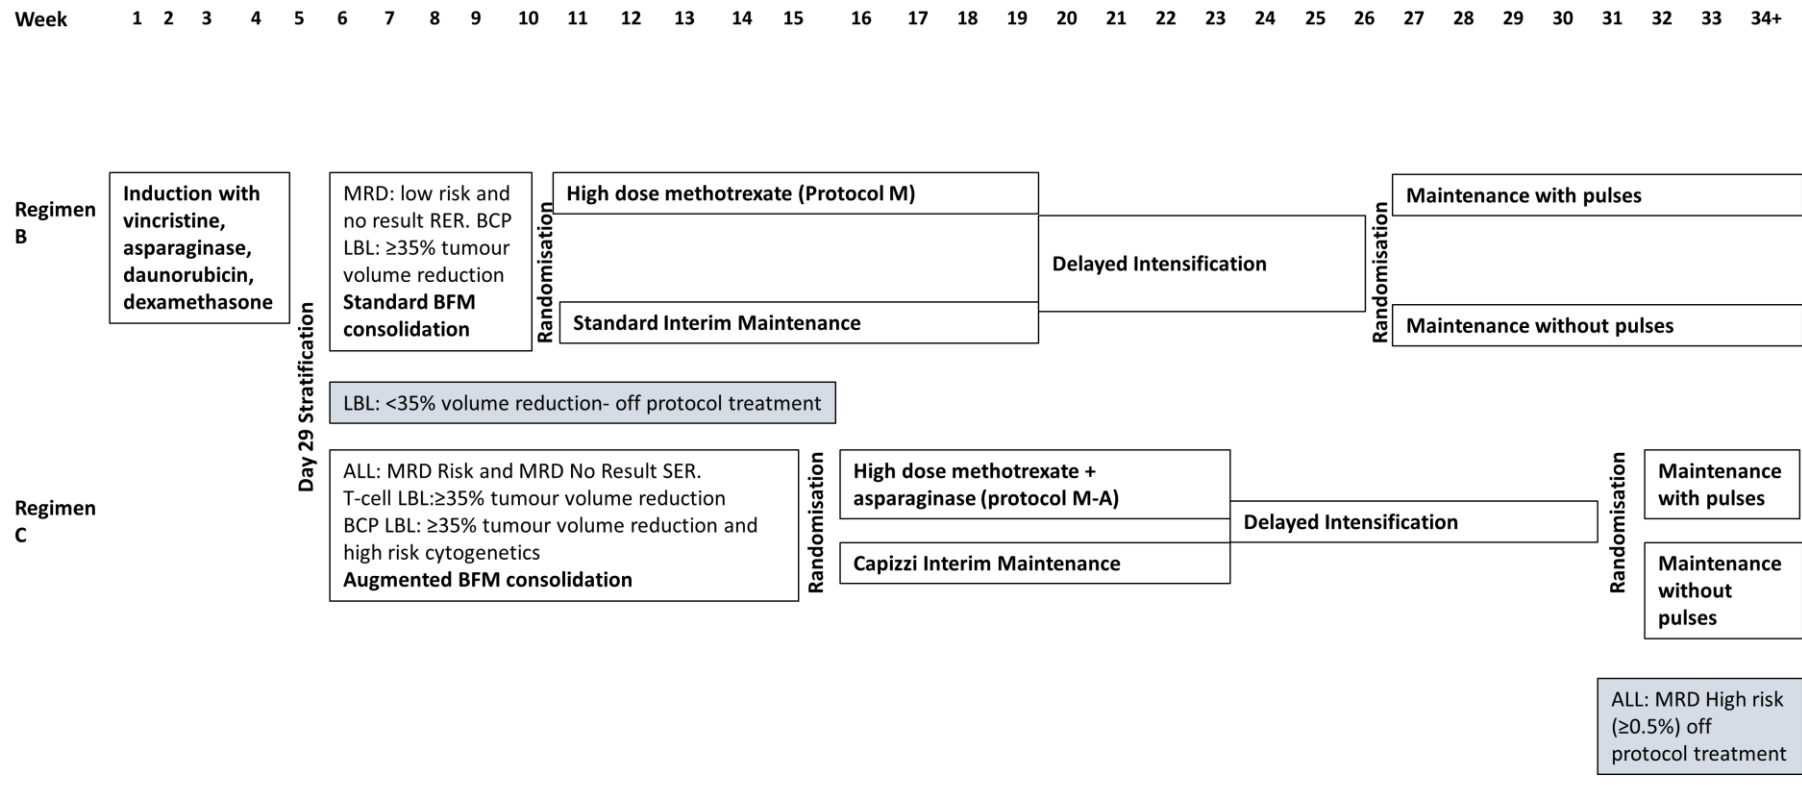 Week 1 2 3 4 5 6 7 8 9 10 11 12 13 14 15 16 17 18 19 20 21 22 23 24 25 26 27 28 29 30 31 32 33 34+
Regimen
B
Induction with
vincristine,
asparaginase,
daunorubicin,
dexamethasone
Day 29 Stratification
MRD: low risk and
no result RER. BCP
LBL: ≥35% tumour
volume reduction
Standard BFM
consolidation
Randomisation
High dose methotrexate (Protocol M)
Standard Interim Maintenance
Delayed Intensification
Randomisation
Maintenance with pulses
Maintenance without pulses
LBL: <35% volume reduction- off protocol treatment
Regimen
C
ALL: MRD Risk and MRD No Result SER.
T-cell LBL:≥35% tumour volume reduction
BCP LBL: ≥35% tumour volume reduction and
high risk cytogenetics
Augmented BFM consolidation
Randomisation
High dose methotrexate +
asparaginase (protocol M-A)
Capizzi Interim Maintenance
Delayed Intensification
Randomisation
Maintenance
with pulses
Maintenance
without
pulses
ALL: MRD High risk
(≥0.5%) off
protocol treatment